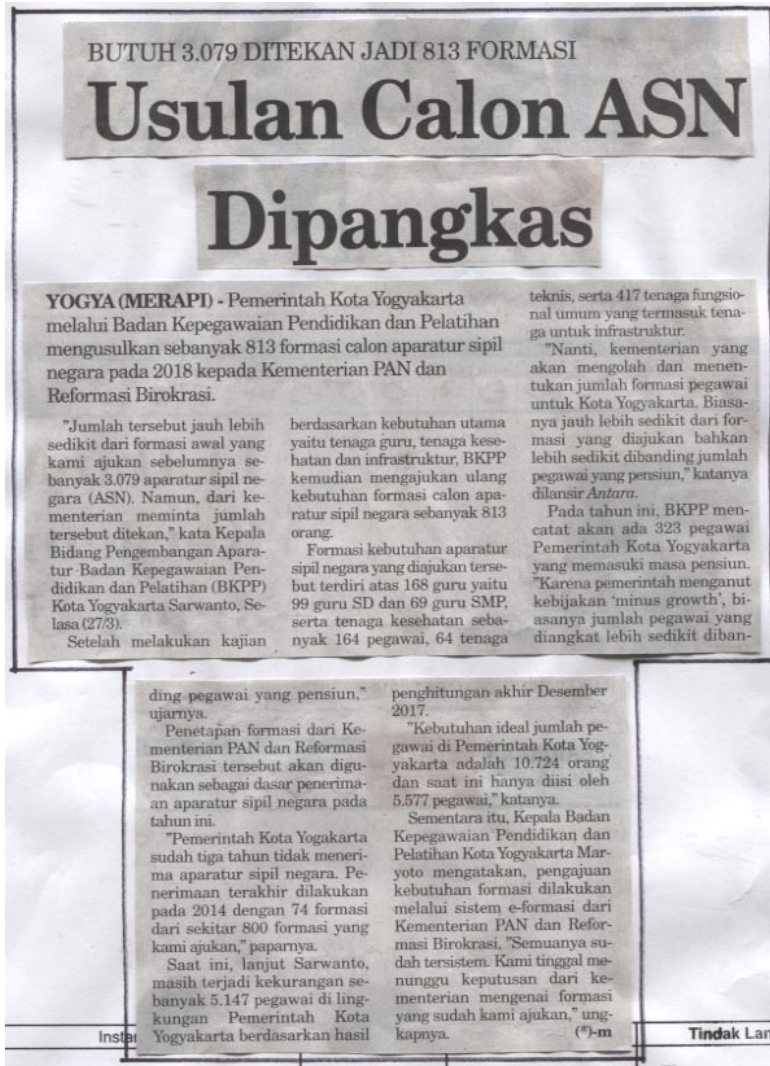 BUTUH 3.079 DITEKAN JADI 813 FORMASI
Usulan Calon ASN
Dipangkas
YOGYA (MERAPI) - Pemerintah Kota Yogyakarta
melalui Badan Kepegawaian Pendidikan dan Pelatihan
mengusulkan sebanyak 813 formasi calon aparatur sipil
negara pada 2018 kepada Kementerian PAN dan
Reformasi Birokrasi.
"Jumlah tersebut jauh lebih
sedikit dari formasi awal yang
kami ajukan sebelumnya se-
banyak 3.079 aparatur sipil ne-
gara (ASN). Namun, dari ke-
menterian meminta jumlah
tersebut ditekan," kata Kepala
Bidang Pengembangan Apara-
tur Badan Kepegawaian Pen-
didikan dan Pelatihan (BKPP)
Kota Yogyakarta Sarwanto, Se-
lasa (27/3).
Setelah melakukan kajian
berdasarkan kebutuhan utama
yaitu tenaga guru, tenaga kese-
hatan dan infrastruktur, BKPP
kemudian mengajukan ulang
kebutuhan formasi calon apa-
ratur sipil negara sebanyak 813
orang.
Formasi kebutuhan aparatur
sipil negara yang diajukan terse-
but terdiri atas 168 guru yaitu
99 guru SD dan 69 guru SMP,
serta tenaga kesehatan seba-
nyak 164 pegawai, 64 tenaga
teknis, serta 417 tenaga fungsio-
nal umum yang termasuk tena-
ga untuk infrastruktur.
"Nanti, kementerian yang
akan mengolah dan menen-
tukan jumlah formasi pegawai
untuk Kota Yogyakarta. Biasa-
nya jauh lebih sedikit dari for-
masi yang diajukan bahkan
lebih sedikit dibanding jumlah
pegawai yang pensiun," katanya
dilansir Antara.
Pada tahun ini, BKPP men-
catat akan ada 323 pegawai
Pemerintah Kota Yogyakarta
yang memasuki masa pensiun.
"Karena pemerintah menganut
kebijakan 'minus growth', bi-
asanya jumlah pegawai yang
diangkat lebih sedikit diban-
ding pegawai yang pensiun,"
ujarnya.
Penetapan formasi dari Ke-
menterian PAN dan Reformasi
Birokrasi tersebut akan digu-
nakan sebagai dasar penerima-
an aparatur sipil negara pada
tahun ini.
"Pemerintah Kota Yogakarta
sudah tiga tahun tidak meneri-
ma aparatur sipil negara. Pe-
nerimaan terakhir dilakukan
pada 2014 dengan 74 formasi
dari sekitar 800 formasi yang
kami ajukan," paparnya.
Saat ini, lanjut Sarwanto,
masih terjadi kekurangan se-
banyak 5.147 pegawai di ling-
kungan Pemerintah Kota
Yogyakarta berdasarkan hasil
penghitungan akhir Desember
2017.
"Kebutuhan ideal jumlah pe-
gawai di Pemerintah Kota Yog-
yakarta adalah 10.724 orang
dan saat ini hanya diisi oleh
5.577 pegawai," katanya.
Sementara itu, Kepala Badan
Kepegawaian Pendidikan dan
Pelatihan Kota Yogyakarta Mar-
yoto mengatakan, pengajuan
kebutuhan formasi dilakukan
melalui sistem e-formasi dari
Kementerian PAN dan Refor-
masi Birokrasi. "Semuanya su-
dah tersistem. Kami tinggal me-
nunggu keputusan dari ke-
menterian mengenai formasi
yang sudah kami ajukan," ung-
kapnya. (*)-m
Insta
Tindak Lan